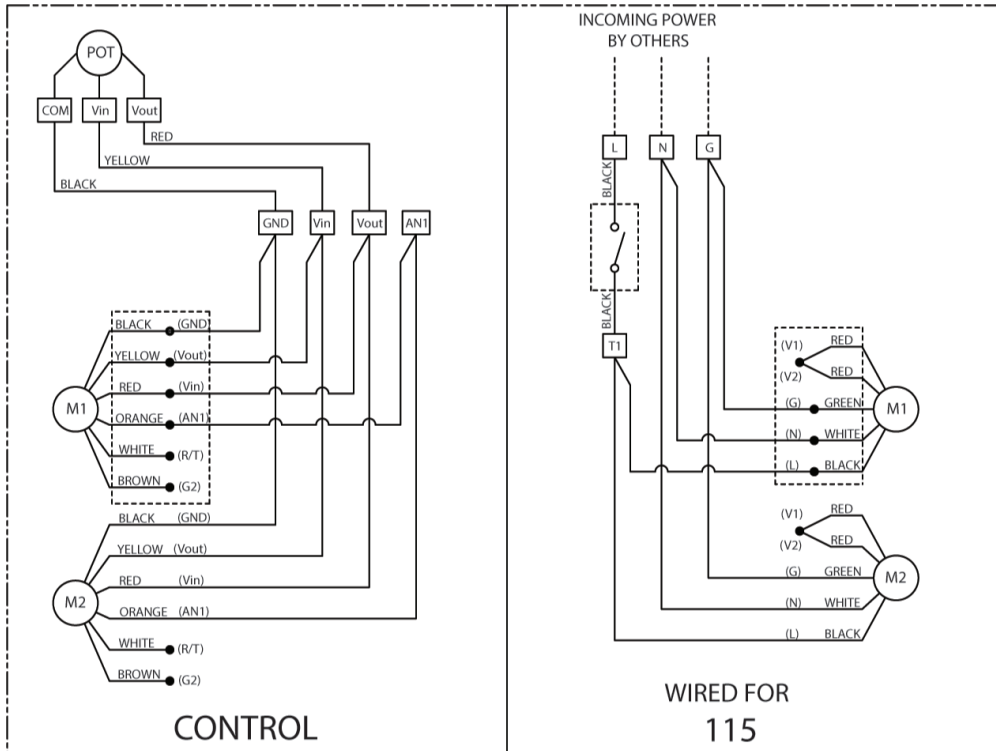 POT
COM Vin Vout
RED
YELLOW
BLACK
GND Vin Vout AN1
BLACK (GND)
YELLOW (Vout)
RED (Vin)
M1
ORANGE (AN1)
WHITE (R/T)
BROWN (G2)
BLACK (GND)
YELLOW (Vout)
RED (Vin)
M2
ORANGE (AN1)
WHITE (R/T)
BROWN (G2)
CONTROL
INCOMING POWER
BY OTHERS
L N G
BLACK
BLACK
T1
(V1) RED
(V2) RED
(G) GREEN
M1
(N) WHITE
(L) BLACK
(V1) RED
(V2) RED
(G) GREEN
M2
(N) WHITE
(L) BLACK
WIRED FOR
115